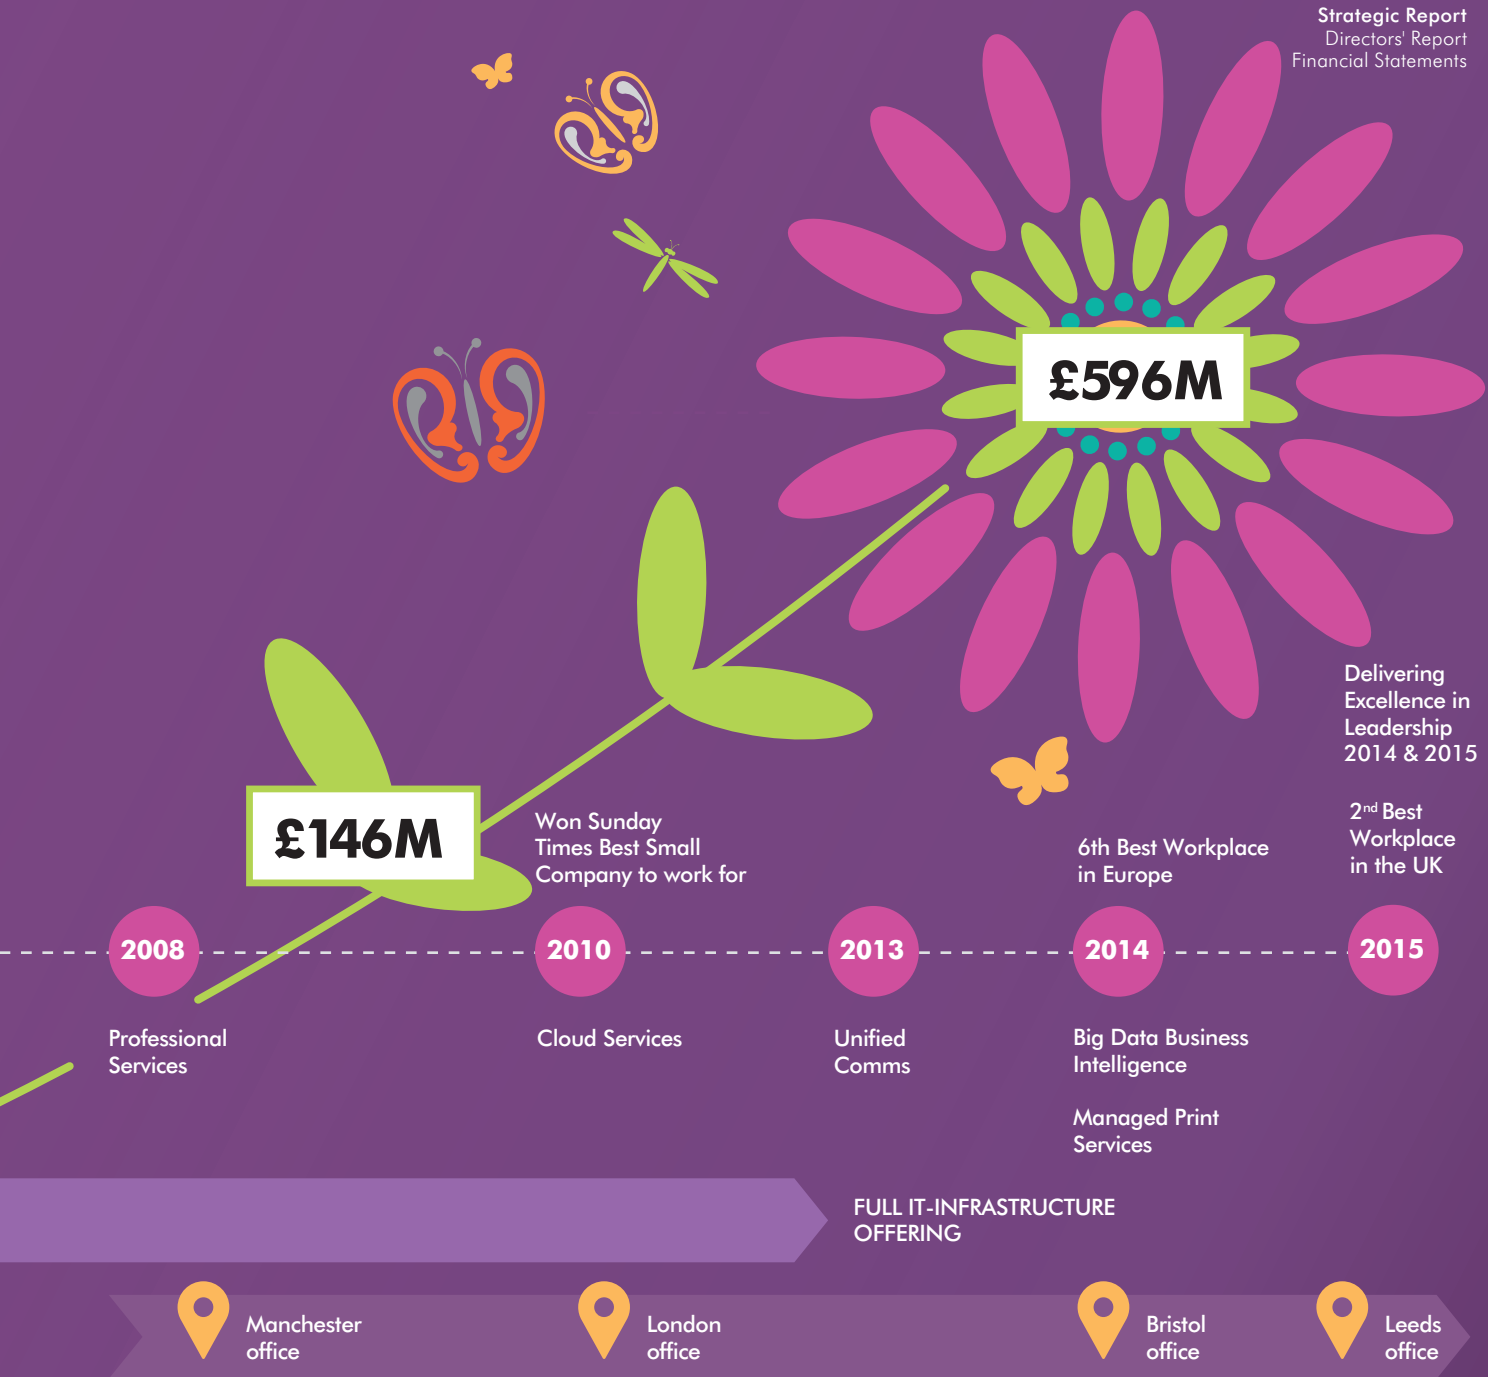 Strategic Report
Directors' Report
Financial Statements
£596M
£146M
Won Sunday
Times Best Small
Company to work for
6th Best Workplace
in Europe
Delivering
Excellence in
Leadership
2014 & 2015
2nd Best
Workplace
in the UK
2008
2010
2013
2014
2015
Professional
Services
Cloud Services
Unified
Comms
Big Data Business
Intelligence
Managed Print
Services
FULL IT-INFRASTRUCTURE
OFFERING
Manchester
office
London
office
Bristol
office
Leeds
office